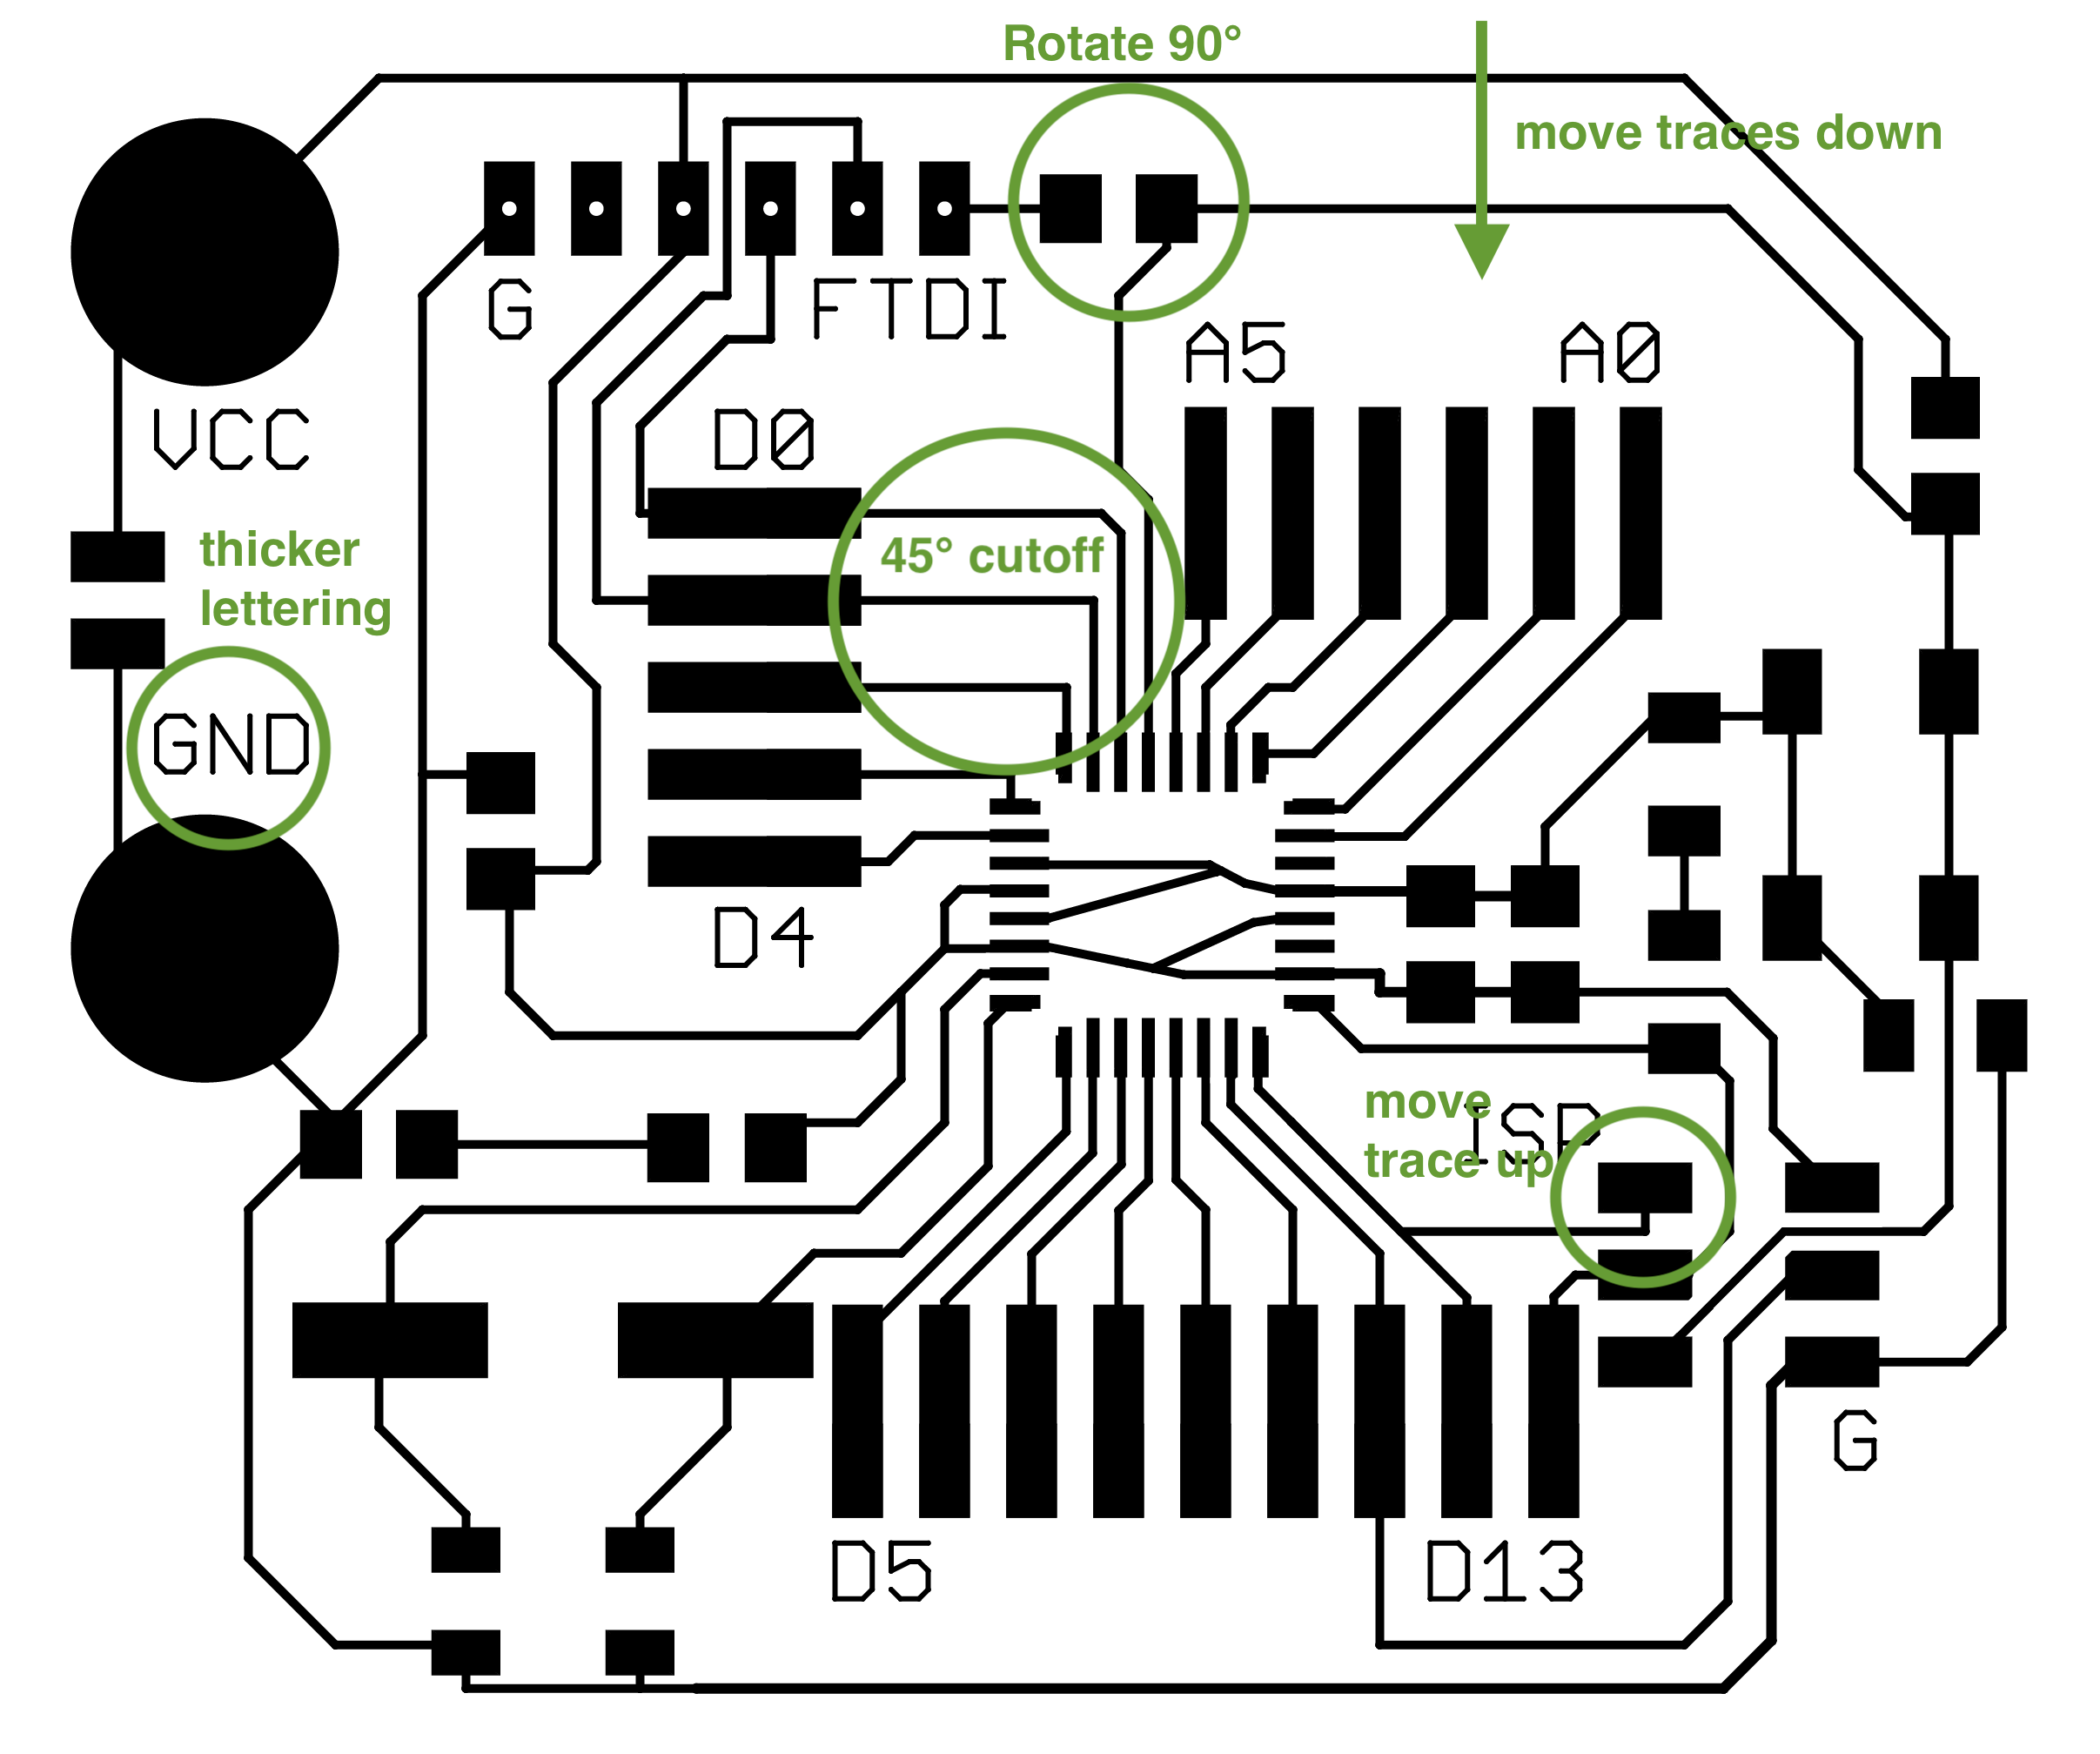 Rotate 90°
move traces down
G
FTDI
A5
A0
VCC
D0
thicker
lettering
45° cutoff
GND
D4
move
trace up
ISP
G
D5
D13